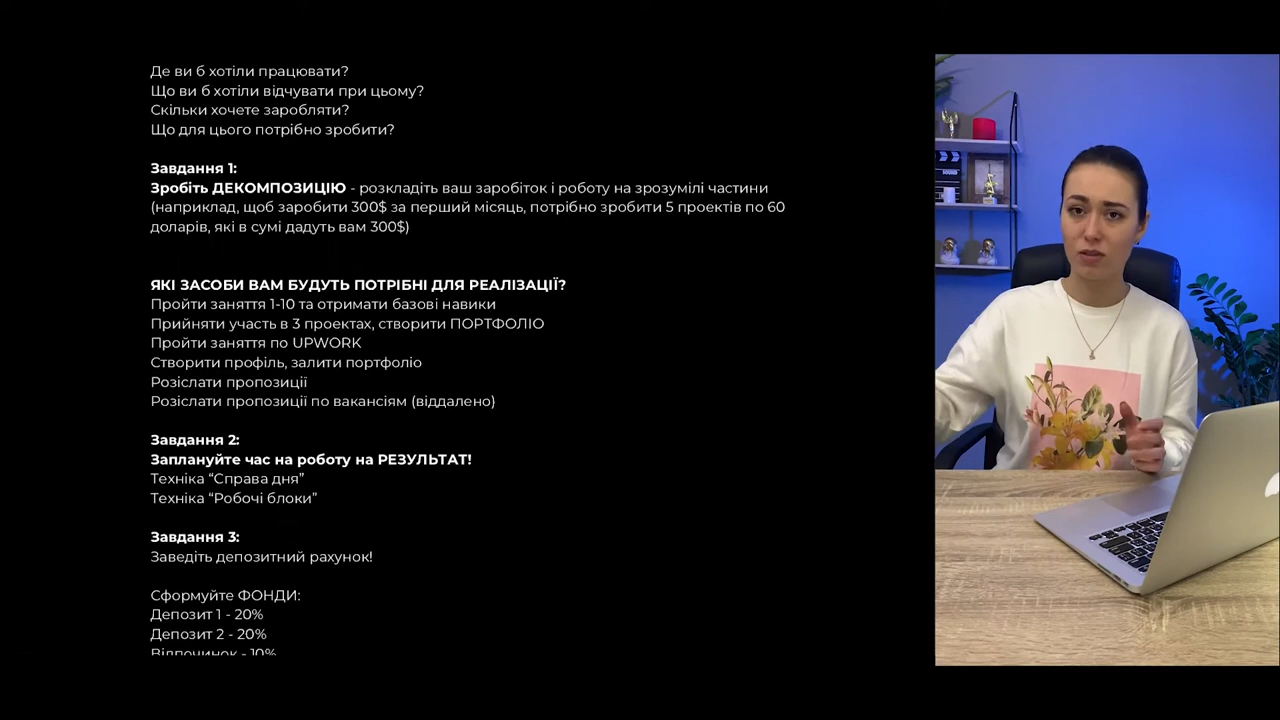 Де ви б хотіли працювати?
Що ви б хотіли відчувати при цьому?
Скільки хочете заробляти?
Що для цього потрібно зробити?
Завдання 1:
Зробіть ДЕКОМПОЗИЦІЮ - розкладіть ваш заробіток і роботу на зрозумілі частини
(наприклад, щоб заробити 300$ за перший місяць, потрібно зробити 5 проектів по 60
доларів, які в сумі дадуть вам 300$)
ЯКІ ЗАСОБИ ВАМ БУДУТЬ ПОТРІБНІ ДЛЯ РЕАЛІЗАЦІЇ?
Пройти заняття 1-10 та отримати базові навики
Прийняти участь в 3 проектах, створити ПОРТФОЛІО
Пройти заняття по UPWORK
Створити профіль, залити портфоліо
Розіслати пропозиції
Розіслати пропозиції по вакансіям (віддалено)
Завдання 2:
Заплануйте час на роботу на РЕЗУЛЬТАТ!
Техніка “Справа дня”
Техніка “Робочі блоки”
Завдання 3:
Заведіть депозитний рахунок!
Сформуйте ФОНДИ:
Депозит 1 - 20%
Депозит 2 - 20%
Відпочинок - 10%